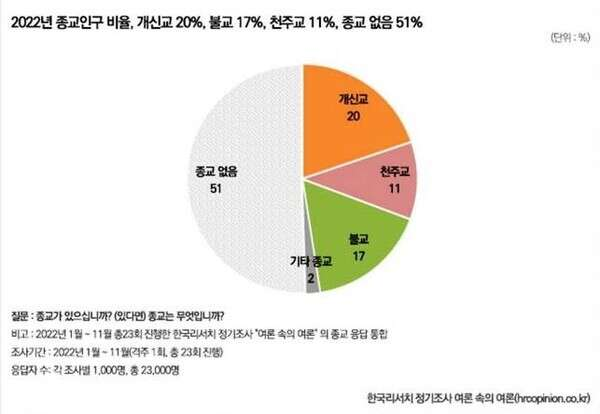 2022년 종교인구 비율, 개신교 20%, 불교 17%, 천주교 11%, 종교 없음 51%
(단위 : %)
개신교
20
천주교
11
불교
17
기타 종교
2
종교 없음
51
질문 : 종교가 있으십니까? (있다면) 종교는 무엇입니까?
비고 : 2022년 1월 ~ 11월 총23회 진행한 한국리서치 정기조사 "여론 속의 여론" 의 종교 응답 통합
조사기간 : 2022년 1월 ~ 11월(격주 1회, 총 23회 진행)
응답자 수: 각 조사별 1,000명, 총 23,000명
한국리서치 정기조사 여론 속의 여론(hrcopinion.co.kr)